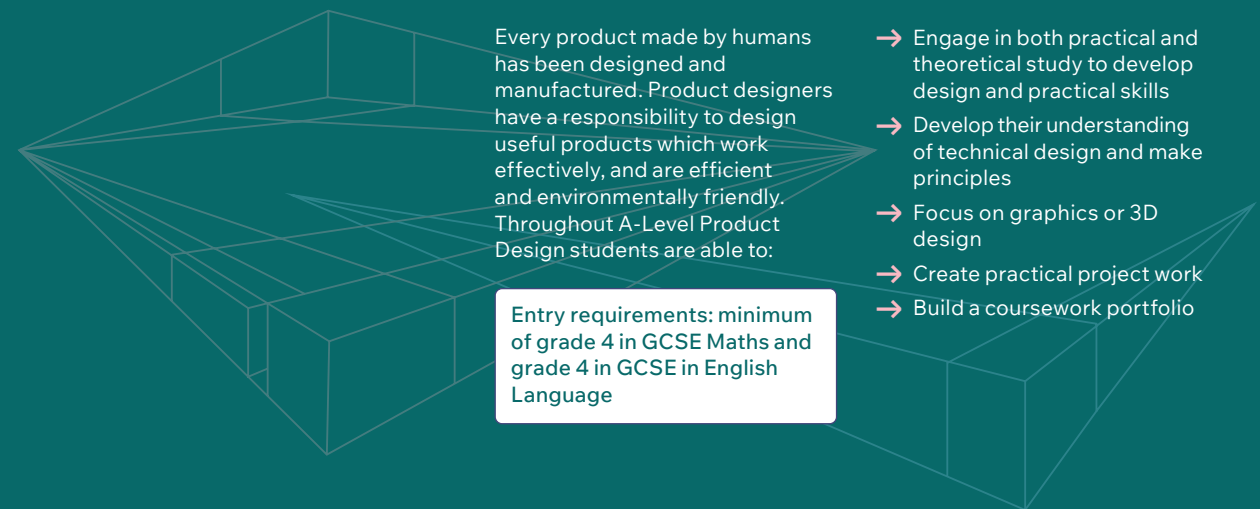 Every product made by humans
has been designed and
manufactured. Product designers
have a responsibility to design
useful products which work
effectively, and are efficient
and environmentally friendly.
Throughout A-Level Product
Design students are able to:
Entry requirements: minimum
of grade 4 in GCSE Maths and
grade 4 in GCSE in English
Language
→ Engage in both practical and
theoretical study to develop
design and practical skills
→ Develop their understanding
of technical design and make
principles
→ Focus on graphics or 3D
design
→ Create practical project work
→ Build a coursework portfolio